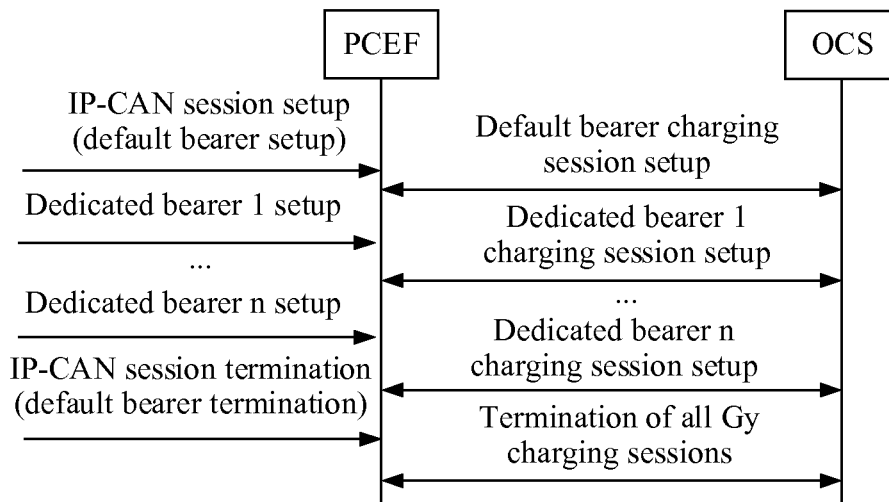 PCEF
OCS
IP-CAN session setup
(default bearer setup)
Default bearer charging
session setup
Dedicated bearer 1 setup
Dedicated bearer 1
charging session setup
...
...
Dedicated bearer n setup
Dedicated bearer n
charging session setup
IP-CAN session termination
(default bearer termination)
Termination of all Gy
charging sessions